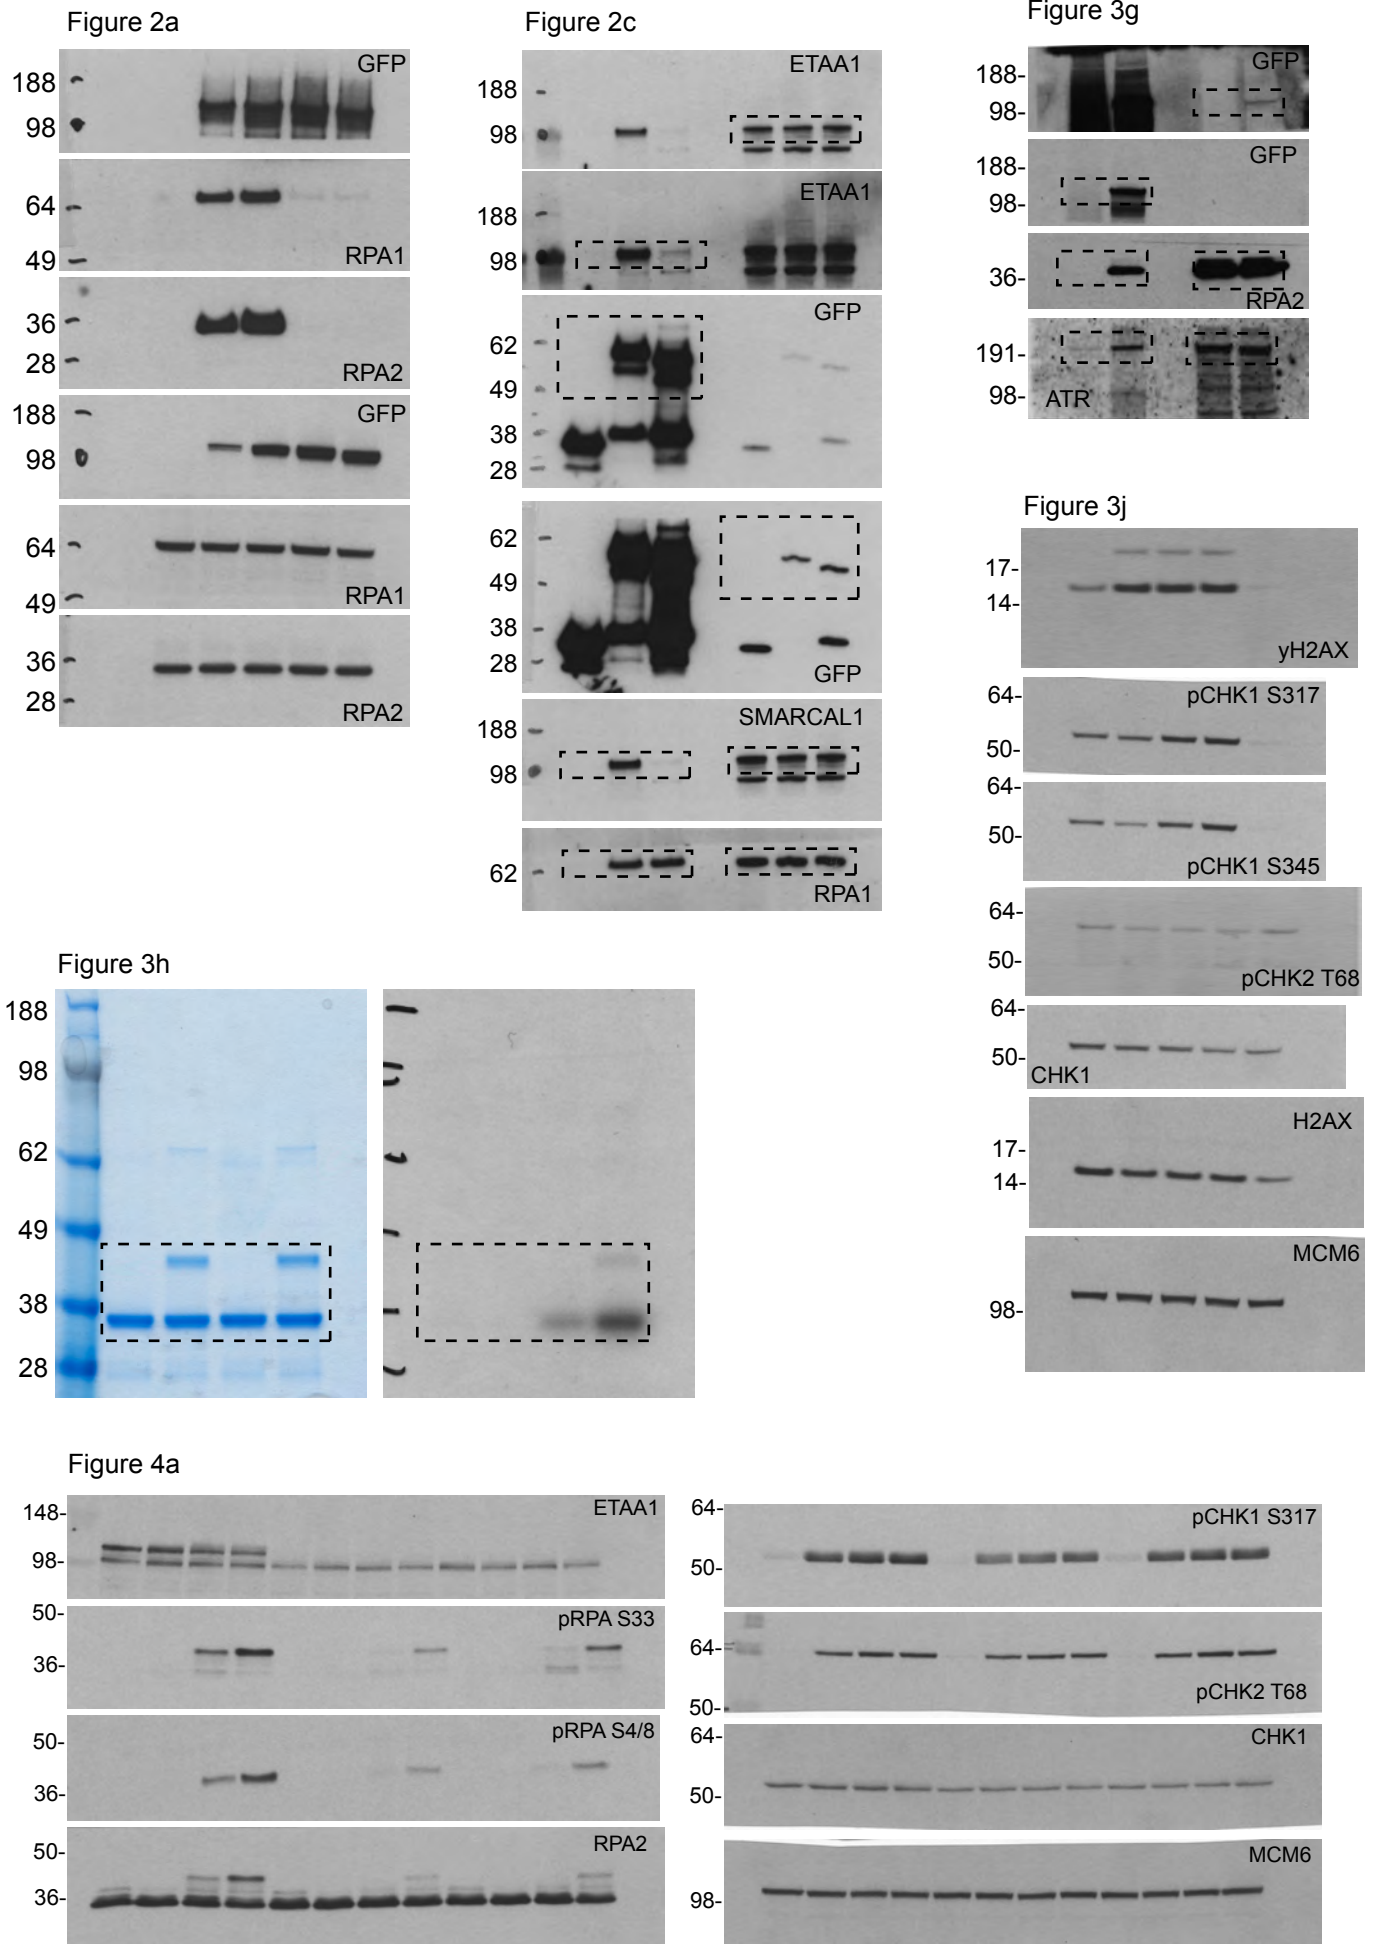 Figure 2a
GFP
188
98
64
49
RPA1
36
28
RPA2
GFP
188
98
64
49
RPA1
36
28
RPA2
Figure 2c
ETAA1
188
98
ETAA1
188
98
GFP
62
49
38
28
62
49
38
28
GFP
SMARCAL1
188
98
62
RPA1
Figure 3g
GFP
188-
98-
GFP
188-
98-
36-
RPA2
191-
98-
ATR
Figure 3j
17-
14-
yH2AX
64-
pCHK1 S317
50-
64-
50-
pCHK1 S345
64-
50-
pCHK2 T68
64-
50-
CHK1
H2AX
17-
14-
MCM6
98-
Figure 3h
188
98
62
49
38
28
Figure 4a
ETAA1
148-
98-
50-
pRPA S33
36-
pRPA S4/8
50-
36-
RPA2
50-
36-
64-
pCHK1 S317
50-
64-
pCHK2 T68
50-
64-
CHK1
50-
MCM6
98-